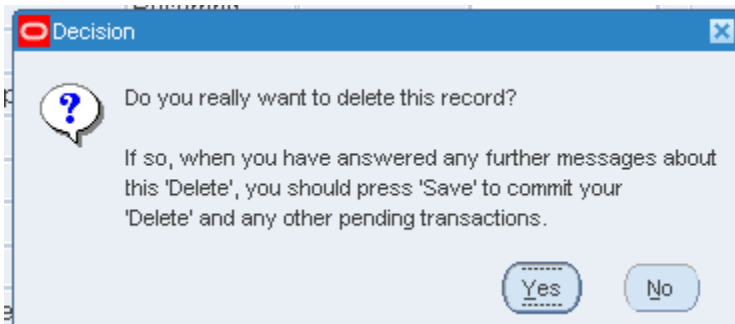 Decision
Do you really want to delete this record?
If so, when you have answered any further messages about
this 'Delete', you should press 'Save' to commit your
'Delete' and any other pending transactions.
Yes No